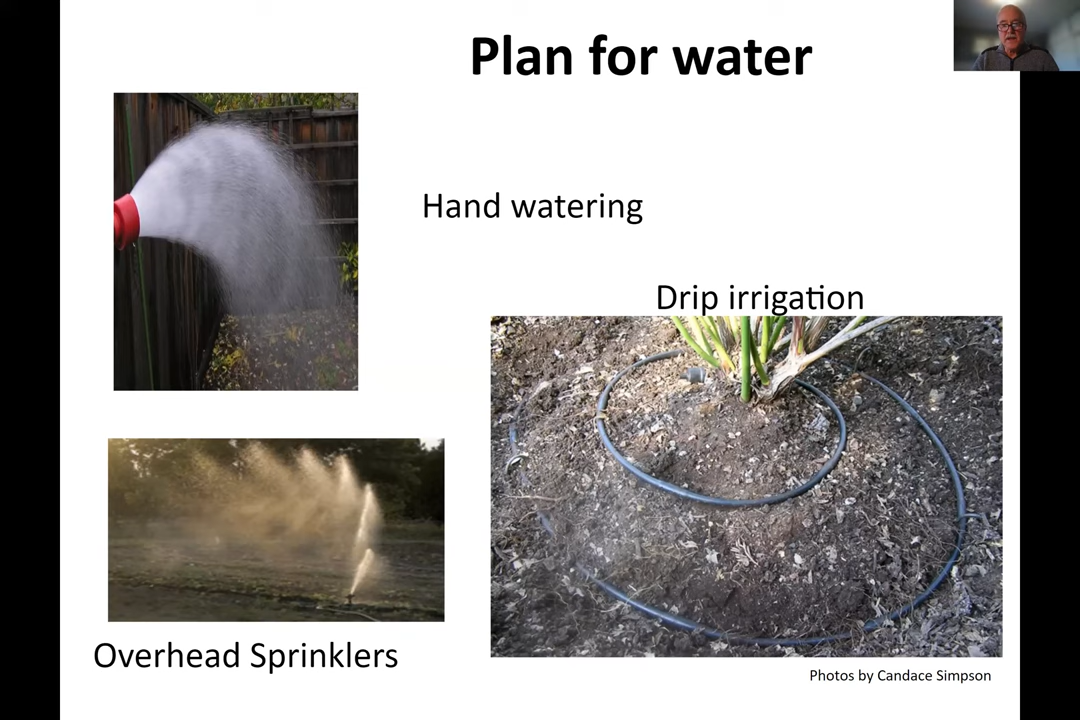 Plan for water
Hand watering
Drip irrigation
Overhead Sprinklers
Photos by Candace Simpson